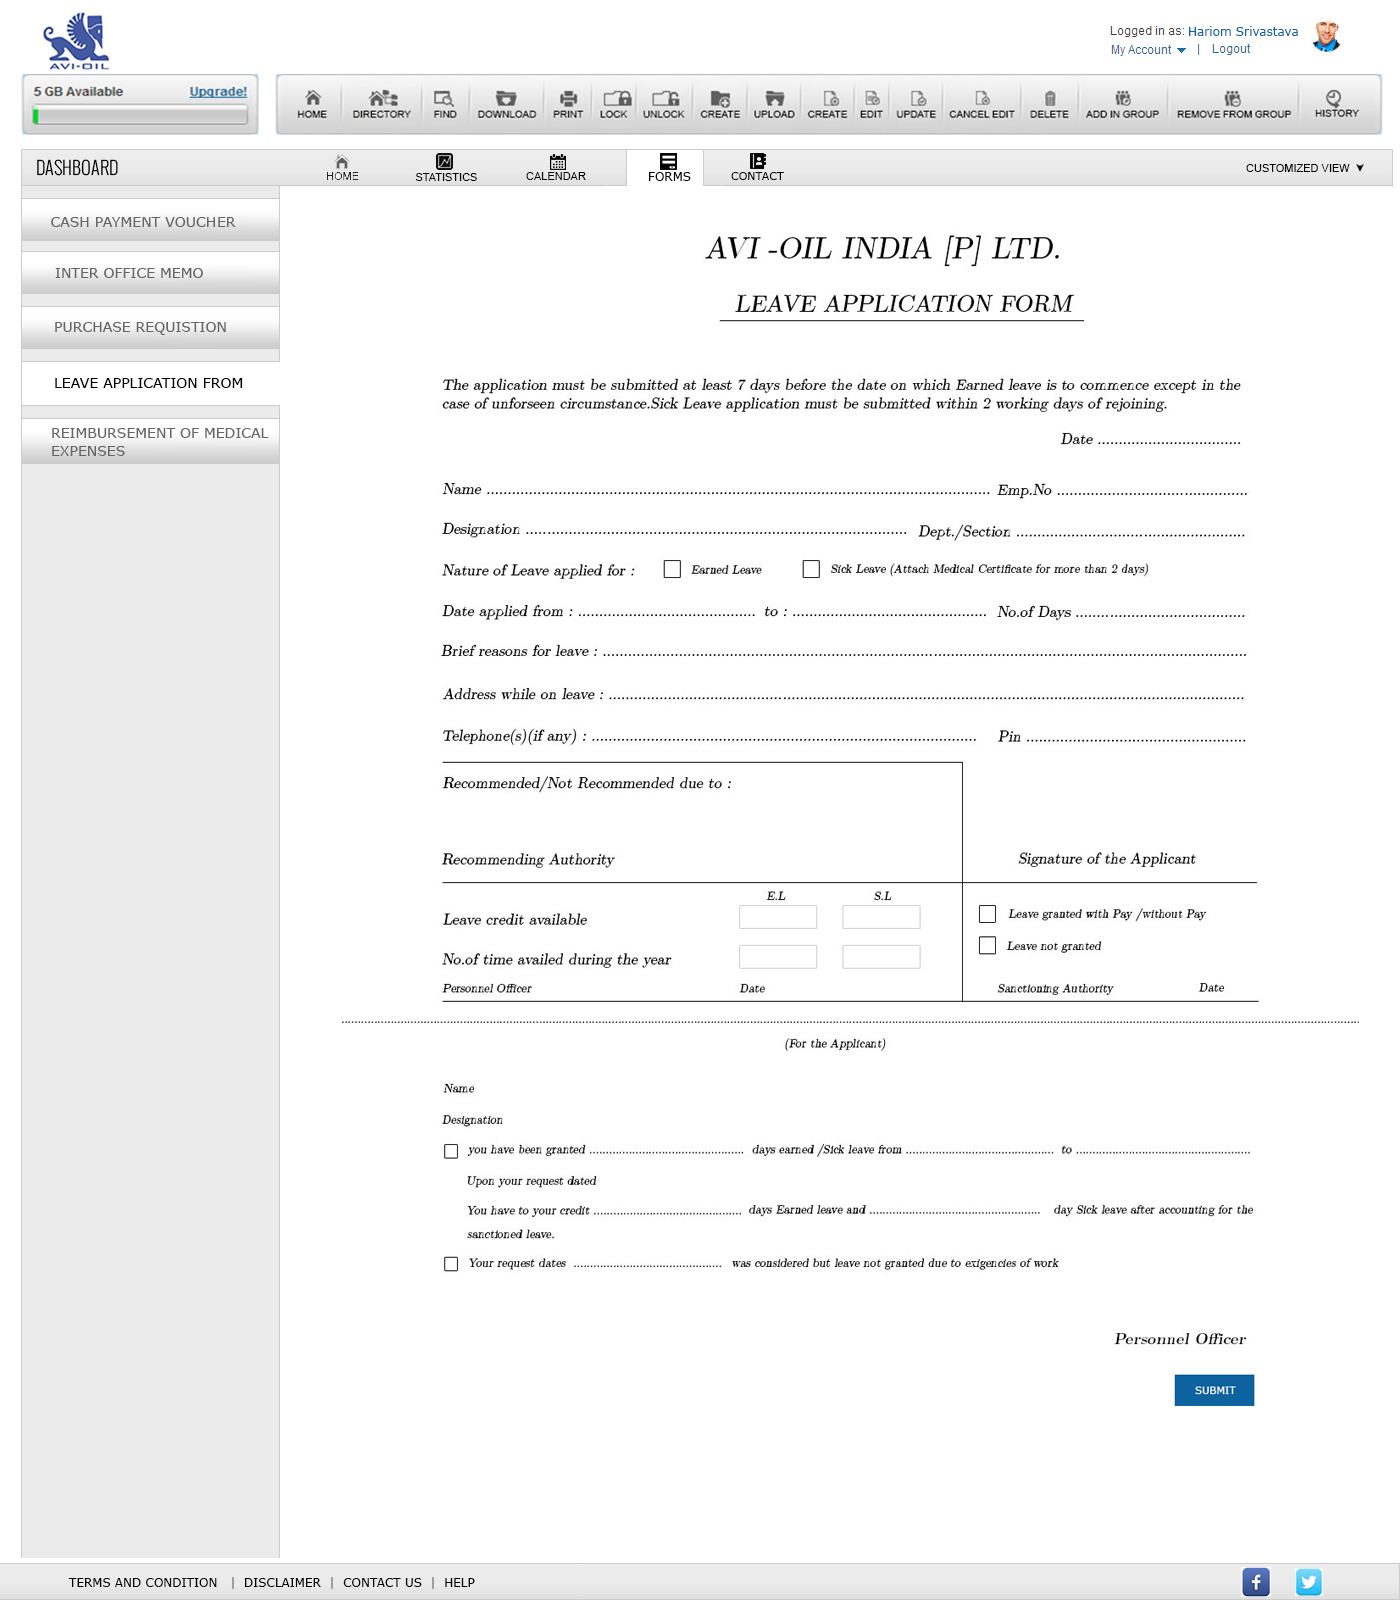 AVI-OIL
Logged in as: Hariom Srivastava
My Account | Logout
5 GB Available Upgrade!
HOME DIRECTORY FIND DOWNLOAD PRINT LOCK UNLOCK CREATE UPLOAD CREATE EDIT UPDATE CANCEL EDIT DELETE ADD IN GROUP REMOVE FROM GROUP HISTORY
DASHBOARD HOME STATISTICS CALENDAR FORMS CONTACT CUSTOMIZED VIEW
CASH PAYMENT VOUCHER
INTER OFFICE MEMO
PURCHASE REQUISTION
LEAVE APPLICATION FROM
REIMBURSEMENT OF MEDICAL
EXPENSES
AVI -OIL INDIA [P] LTD.
LEAVE APPLICATION FORM
The application must be submitted at least 7 days before the date on which Earned leave is to commence except in the
case of unforseen circumstance.Sick Leave application must be submitted within 2 working days of rejoining.
Date ..................................
Name ........................................................................................................................ Emp.No .............................................
Designation ........................................................................................... Dept./Section ......................................................
Nature of Leave applied for : Earned Leave Sick Leave (Attach Medical Certificate for more than 2 days)
Date applied from : .......................................... to : .............................................. No.of Days ........................................
Brief reasons for leave : .........................................................................................................................................................
Address while on leave : .......................................................................................................................................................
Telephone(s)(if any) : ........................................................................................... Pin ....................................................
Recommended/Not Recommended due to :
Recommending Authority Signature of the Applicant
E.L S.L
Leave credit available Leave granted with Pay /without Pay
Leave not granted
No.of time availed during the year
Personnel Officer Date Sanctioning Authority Date
(For the Applicant)
Name
Designation
you have been granted ............................................... days earned /Sick leave from ............................................. to .....................................................
Upon your request dated
You have to your credit ............................................. days Earned leave and .................................................... day Sick leave after accounting for the
sanctioned leave.
Your request dates ............................................. was considered but leave not granted due to exigencies of work
Personnel Officer
SUBMIT
TERMS AND CONDITION | DISCLAIMER | CONTACT US | HELP